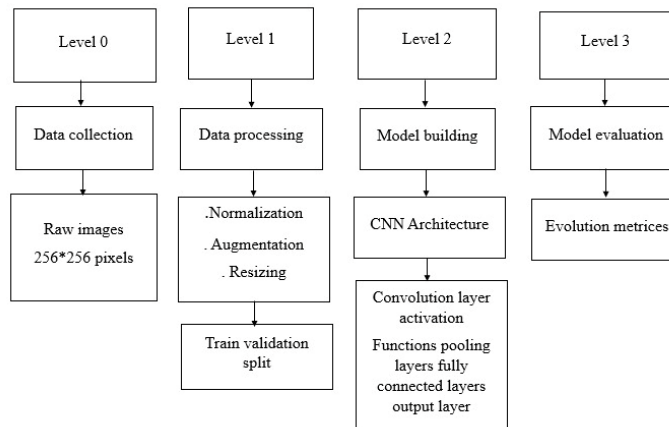 Level 0
Data collection
Raw images
256*256 pixels
Level 1
Data processing
.Normalization
. Augmentation
. Resizing
Train validation
split
Level 2
Model building
CNN Architecture
Convolution layer
activation
Functions pooling
layers fully
connected layers
output layer
Level 3
Model evaluation
Evolution metrices